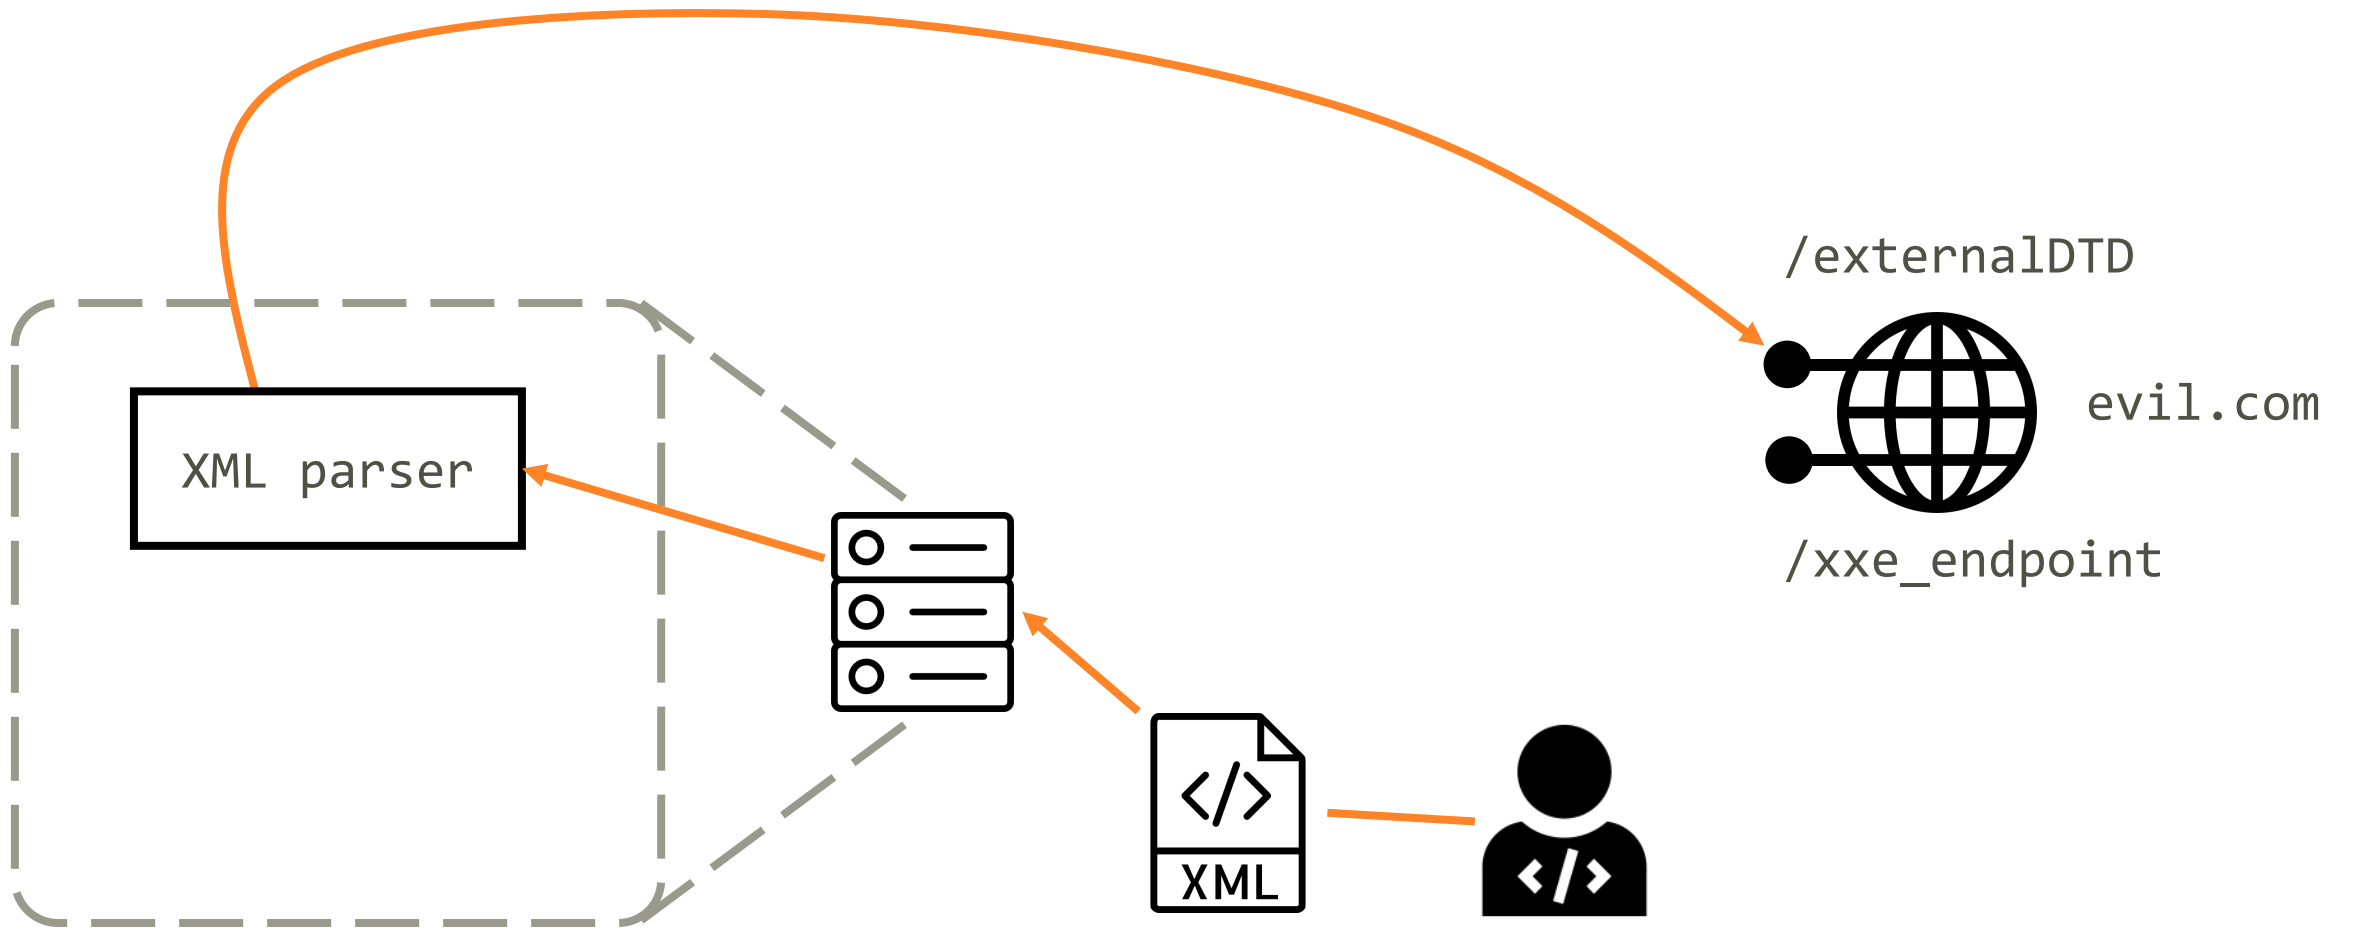 /externalDTD
evil.com
XML parser
/xxe_endpoint
</>
XML
</>